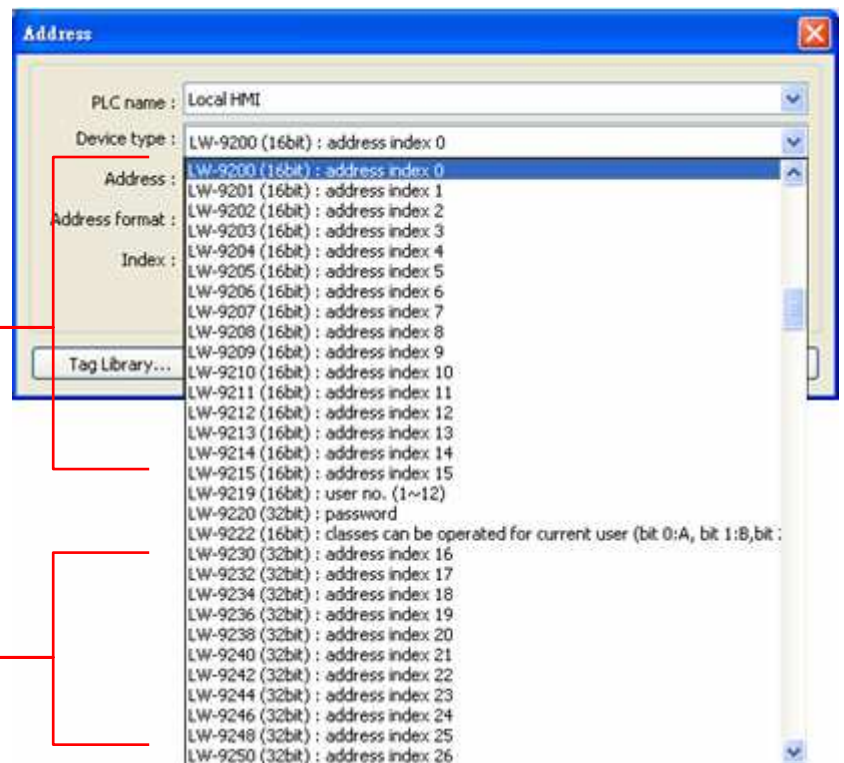 Address
PLC name : Local HMI
Device type : LW-9200 (16bit) : address index 0
Address :
Address format :
Index :
Tag Library...
LW-9200 (16bit) : address index 0
LW-9201 (16bit) : address index 1
LW-9202 (16bit) : address index 2
LW-9203 (16bit) : address index 3
LW-9204 (16bit) : address index 4
LW-9205 (16bit) : address index 5
LW-9206 (16bit) : address index 6
LW-9207 (16bit) : address index 7
LW-9208 (16bit) : address index 8
LW-9209 (16bit) : address index 9
LW-9210 (16bit) : address index 10
LW-9211 (16bit) : address index 11
LW-9212 (16bit) : address index 12
LW-9213 (16bit) : address index 13
LW-9214 (16bit) : address index 14
LW-9215 (16bit) : address index 15
LW-9219 (16bit) : user no. (1~12)
LW-9220 (32bit) : password
LW-9222 (16bit) : classes can be operated for current user (bit 0:A, bit 1:B,bit
LW-9230 (32bit) : address index 16
LW-9232 (32bit) : address index 17
LW-9234 (32bit) : address index 18
LW-9236 (32bit) : address index 19
LW-9238 (32bit) : address index 20
LW-9240 (32bit) : address index 21
LW-9242 (32bit) : address index 22
LW-9244 (32bit) : address index 23
LW-9246 (32bit) : address index 24
LW-9248 (32bit) : address index 25
LW-9250 (32bit) : address index 26